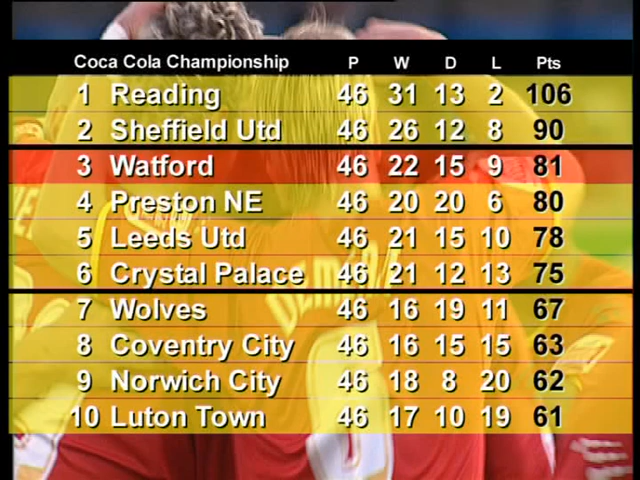 Coca Cola Championship P W D L Pts
1 Reading 46 31 13 2 106
2 Sheffield Utd 46 26 12 8 90
3 Watford 46 22 15 9 81
4 Preston NE 46 20 20 6 80
5 Leeds Utd 46 21 15 10 78
6 Crystal Palace 46 21 12 13 75
7 Wolves 46 16 19 11 67
8 Coventry City 46 16 15 15 63
9 Norwich City 46 18 8 20 62
10 Luton Town 46 17 10 19 61